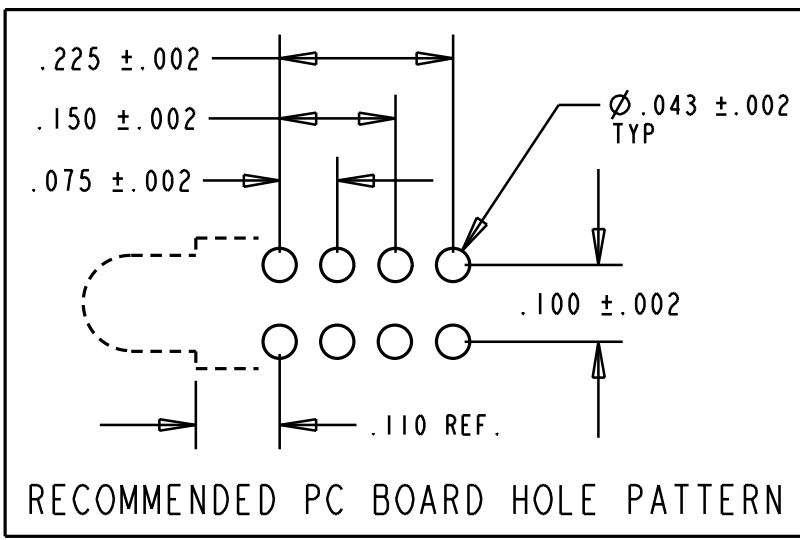 .225 ±.002
.150 ±.002
.075 ±.002
Ø.043 ±.002
TYP
.100 ±.002
.110 REF.
RECOMMENDED PC BOARD HOLE PATTERN